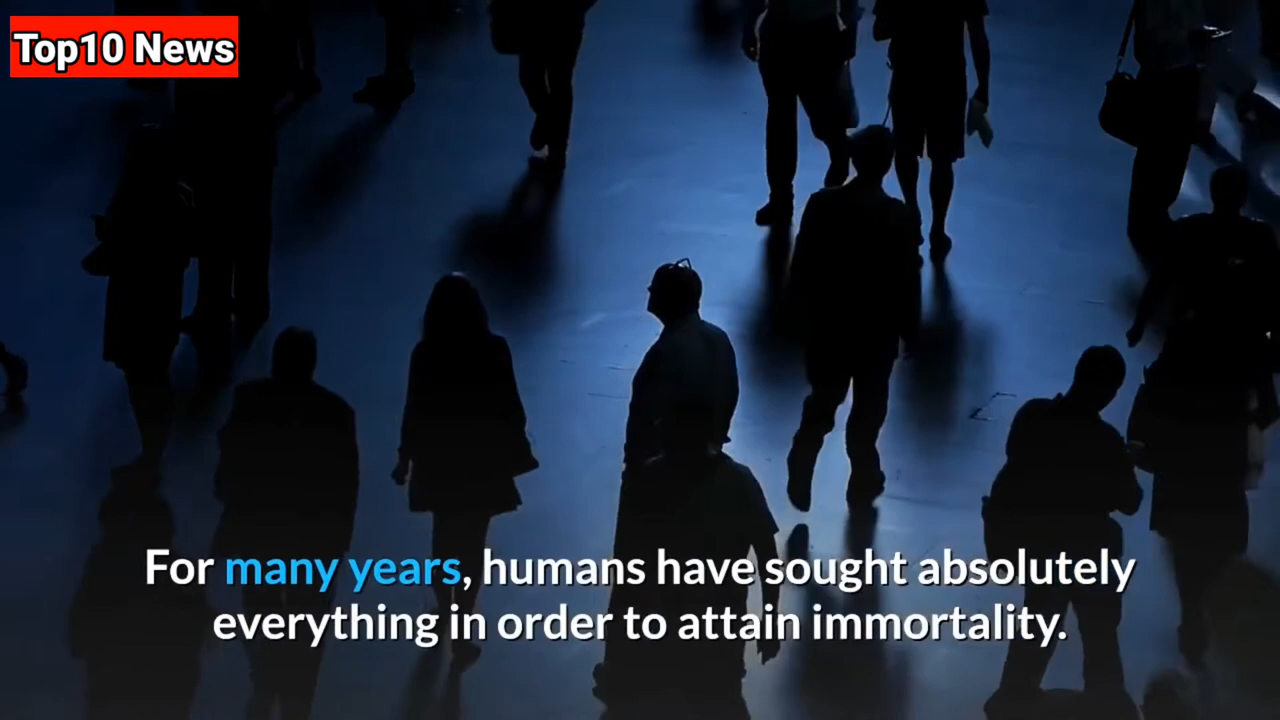 Top10 News
For many years, humans have sought absolutely
everything in order to attain immortality.